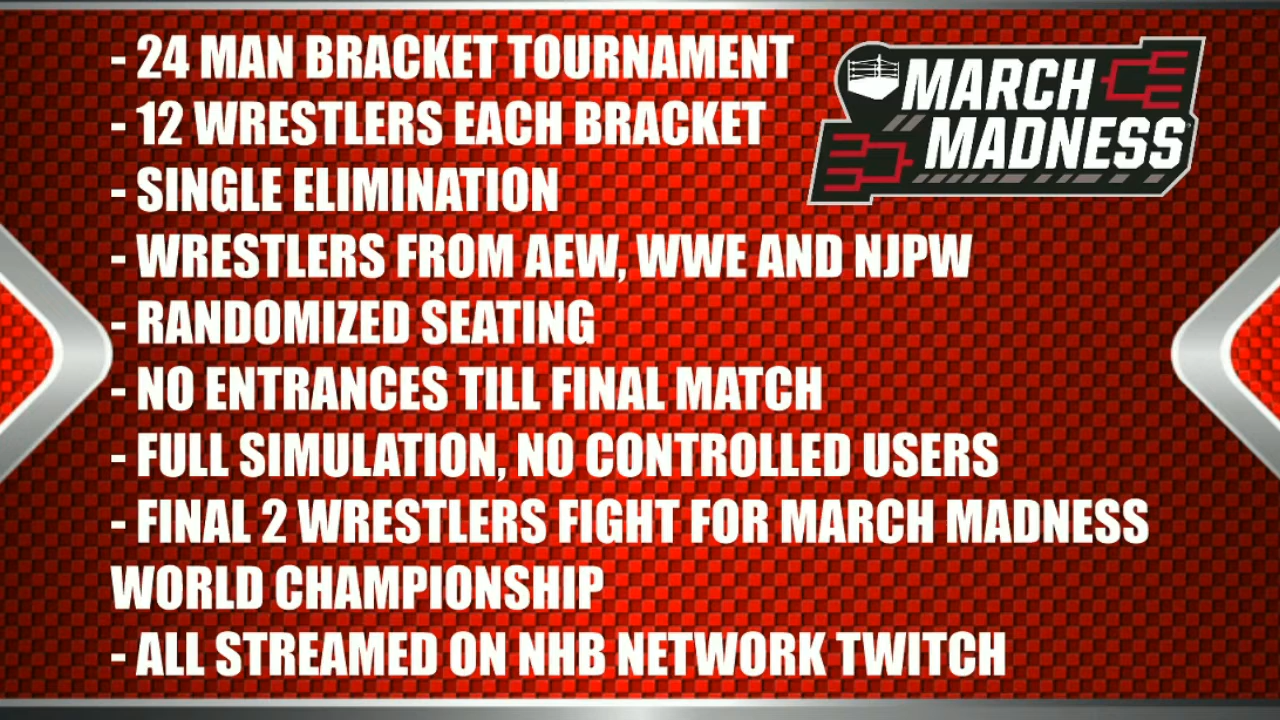 - 24 MAN BRACKET TOURNAMENT
- 12 WRESTLERS EACH BRACKET
- SINGLE ELIMINATION
- WRESTLERS FROM AEW, WWE AND NJPW
- RANDOMIZED SEATING
- NO ENTRANCES TILL FINAL MATCH
- FULL SIMULATION, NO CONTROLLED USERS
- FINAL 2 WRESTLERS FIGHT FOR MARCH MADNESS
WORLD CHAMPIONSHIP
- ALL STREAMED ON NHB NETWORK TWITCH
MARCH
MADNESS